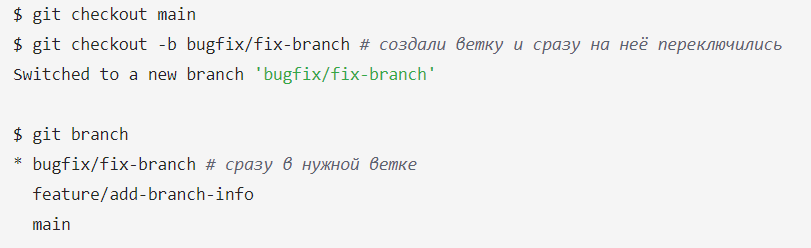 $ git checkout main
$ git checkout -b bugfix/fix-branch # создали ветку и сразу на неё переключились
Switched to a new branch 'bugfix/fix-branch'
$ git branch
* bugfix/fix-branch # сразу в нужной ветке
  feature/add-branch-info
  main